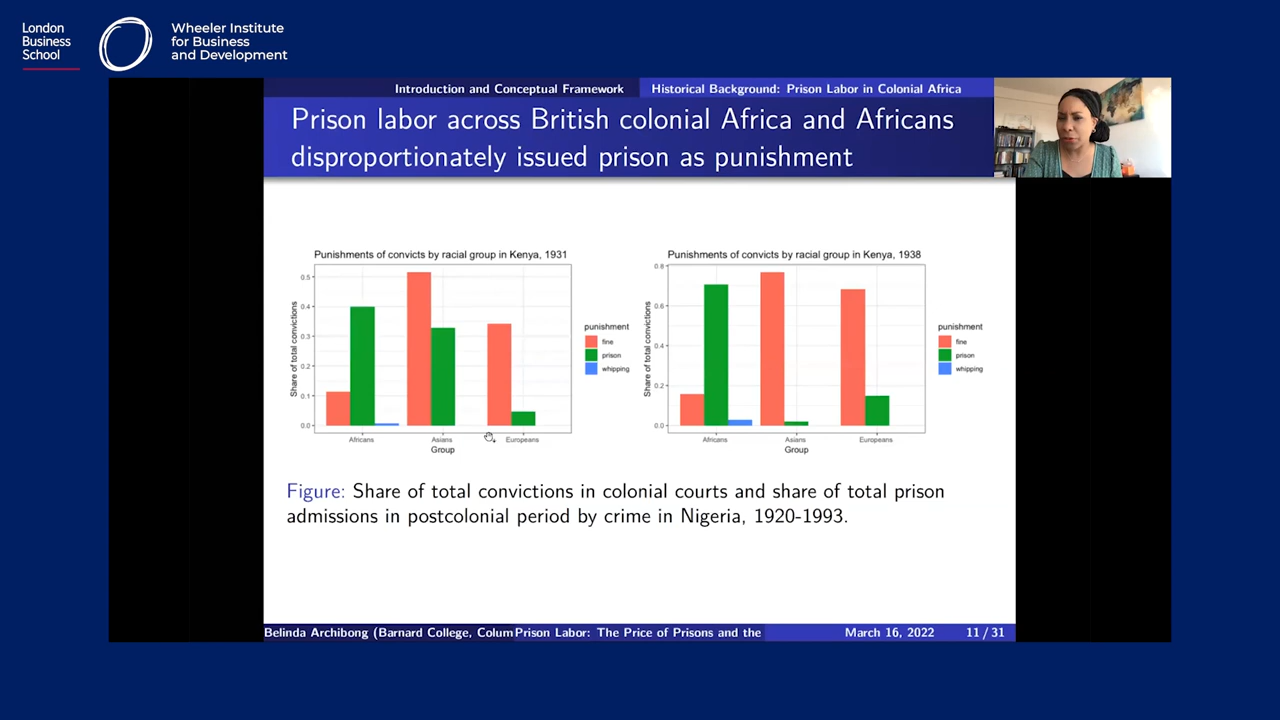 London
Business
School
Wheeler Institute
for Business
and Development
Introduction and Conceptual Framework
Historical Background: Prison Labor in Colonial Africa
Prison labor across British colonial Africa and Africans
disproportionately issued prison as punishment
Punishments of convicts by racial group in Kenya, 1931
Share of total convictions
0.5
0.4
0.3
0.2
0.1
0.0
Africans
Asians
Europeans
Group
punishment
fine
prison
whipping
Punishments of convicts by racial group in Kenya, 1938
Share of total convictions
0.8
0.6
0.4
0.2
0.0
Africans
Asians
Europeans
Group
punishment
fine
prison
whipping
Figure: Share of total convictions in colonial courts and share of total prison
admissions in postcolonial period by crime in Nigeria, 1920-1993.
Belinda Archibong (Barnard College, Colum
Prison Labor: The Price of Prisons and the
March 16, 2022
11 / 31